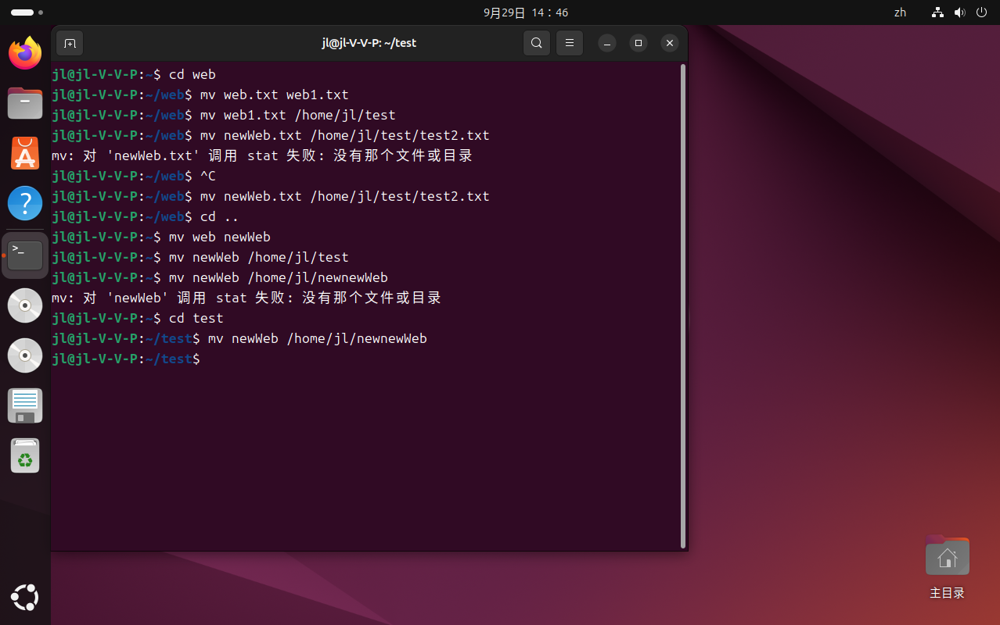 9月29日 14：46
zh
jl@jl-V-V-P: ~/test
jl@jl-V-V-P:~$ cd web
jl@jl-V-V-P:~/web$ mv web.txt web1.txt
jl@jl-V-V-P:~/web$ mv web1.txt /home/jl/test
jl@jl-V-V-P:~/web$ mv newWeb.txt /home/jl/test/test2.txt
mv: 对 'newWeb.txt' 调用 stat 失败: 没有那个文件或目录
jl@jl-V-V-P:~/web$ ^C
jl@jl-V-V-P:~/web$ mv newWeb.txt /home/jl/test/test2.txt
jl@jl-V-V-P:~/web$ cd ..
jl@jl-V-V-P:~$ mv web newWeb
jl@jl-V-V-P:~$ mv newWeb /home/jl/test
jl@jl-V-V-P:~$ mv newWeb /home/jl/newnewWeb
mv: 对 'newWeb' 调用 stat 失败: 没有那个文件或目录
jl@jl-V-V-P:~$ cd test
jl@jl-V-V-P:~/test$ mv newWeb /home/jl/newnewWeb
jl@jl-V-V-P:~/test$
主目录